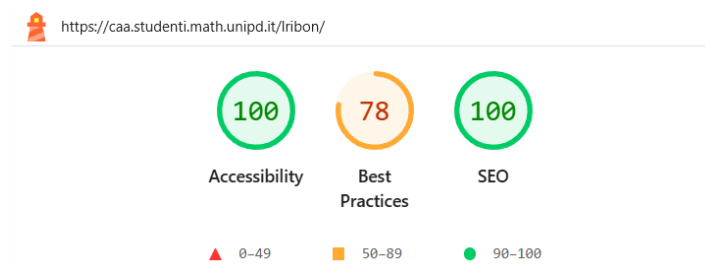 https://caa.studenti.math.unipd.it/lribon/
100 78 100
Accessibility Best Practices SEO
0–49 50–89 90–100